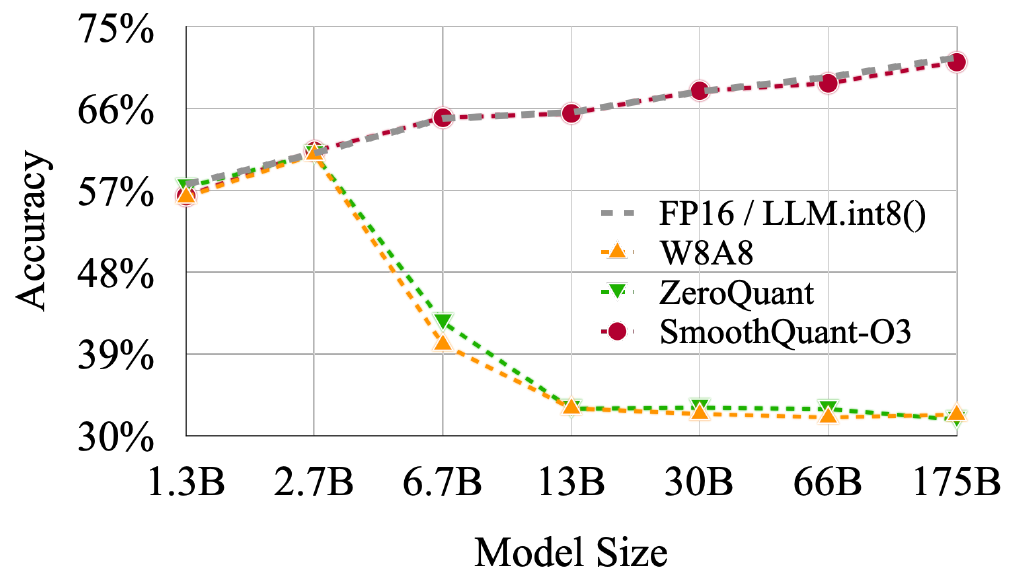 75%
66%
57%
48%
39%
30%
Accuracy
FP16 / LLM.int8()
W8A8
ZeroQuant
SmoothQuant-O3
1.3B 2.7B 6.7B 13B 30B 66B 175B
Model Size